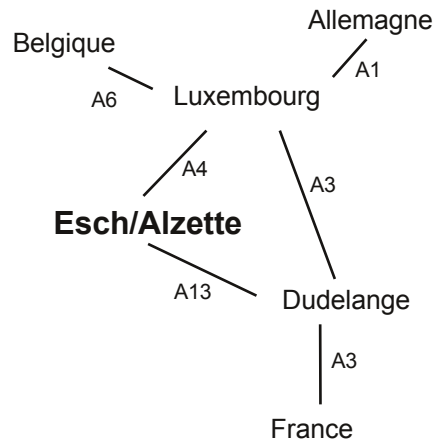 Allemagne
Belgique
A1
A6
Luxembourg
A4
A3
Esch/Alzette
A13
Dudelange
A3
France